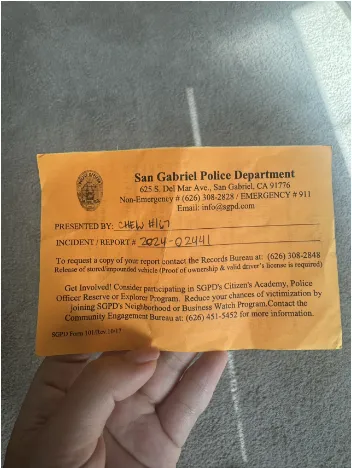 San Gabriel Police Department
625 S. Del Mar Ave., San Gabriel, CA 91776
Non-Emergency # (626) 308-2828 / EMERGENCY # 911
Email: info@sgpd.com
PRESENTED BY: CHEW #167
INCIDENT / REPORT # 2024-02441
To request a copy of your report contact the Records Bureau at: (626) 308-2848
Release of stored/impounded vehicle (Proof of ownership & valid driver's license is required)
Get Involved! Consider participating in SGPD's Citizen's Academy, Police
Officer Reserve or Explorer Program. Reduce your chances of victimization by
joining SGPD's Neighborhood or Business Watch Program.Contact the
Community Engagement Bureau at: (626) 451-5452 for more information.
SGPD Form 101/Rev 10-17